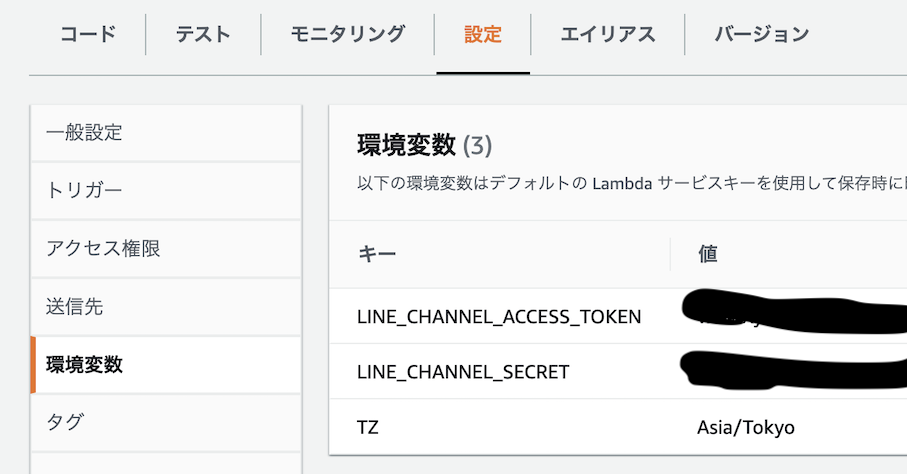 コード
テスト
モニタリング
設定
エイリアス
バージョン
一般設定
トリガー
アクセス権限
送信先
環境変数
タグ
環境変数 (3)
以下の環境変数はデフォルトの Lambda サービスキーを使用して保存時に
キー
値
LINE_CHANNEL_ACCESS_TOKEN
LINE_CHANNEL_SECRET
TZ
Asia/Tokyo